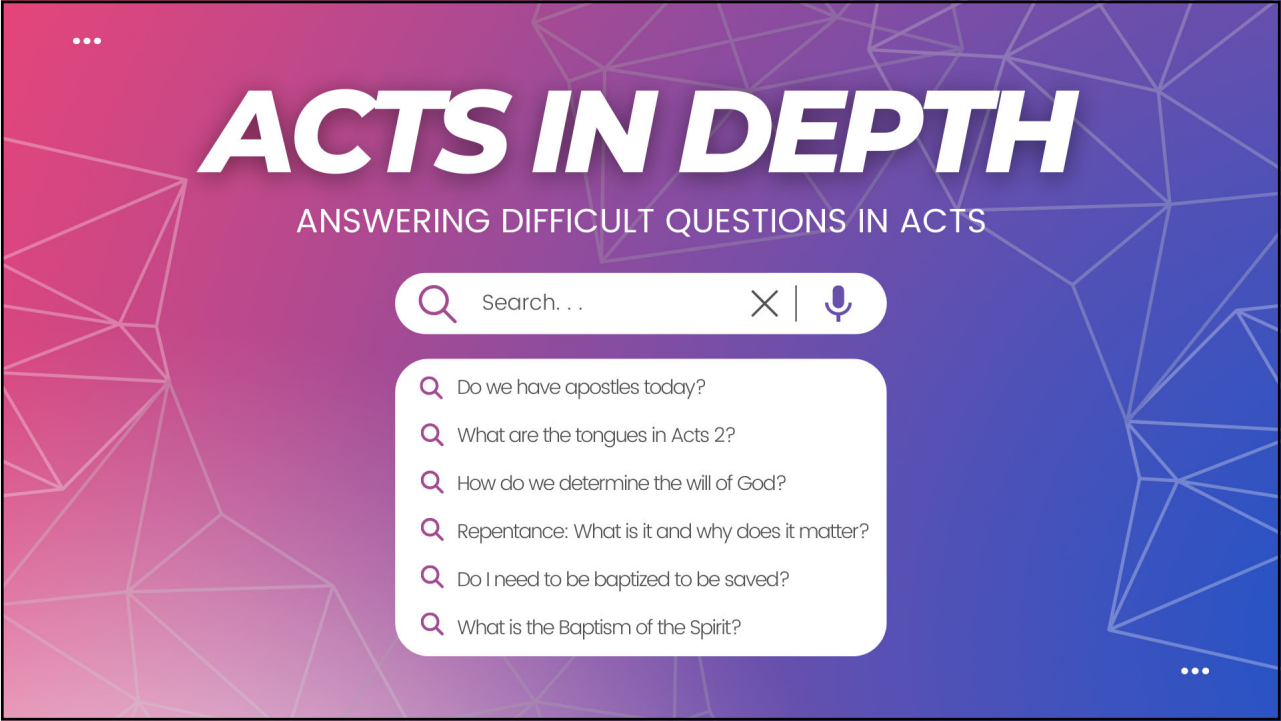 ACTS IN DEPTH
ANSWERING DIFFICULT QUESTIONS IN ACTS
Search. . .
Do we have apostles today?
What are the tongues in Acts 2?
How do we determine the will of God?
Repentance: What is it and why does it matter?
Do I need to be baptized to be saved?
What is the Baptism of the Spirit?